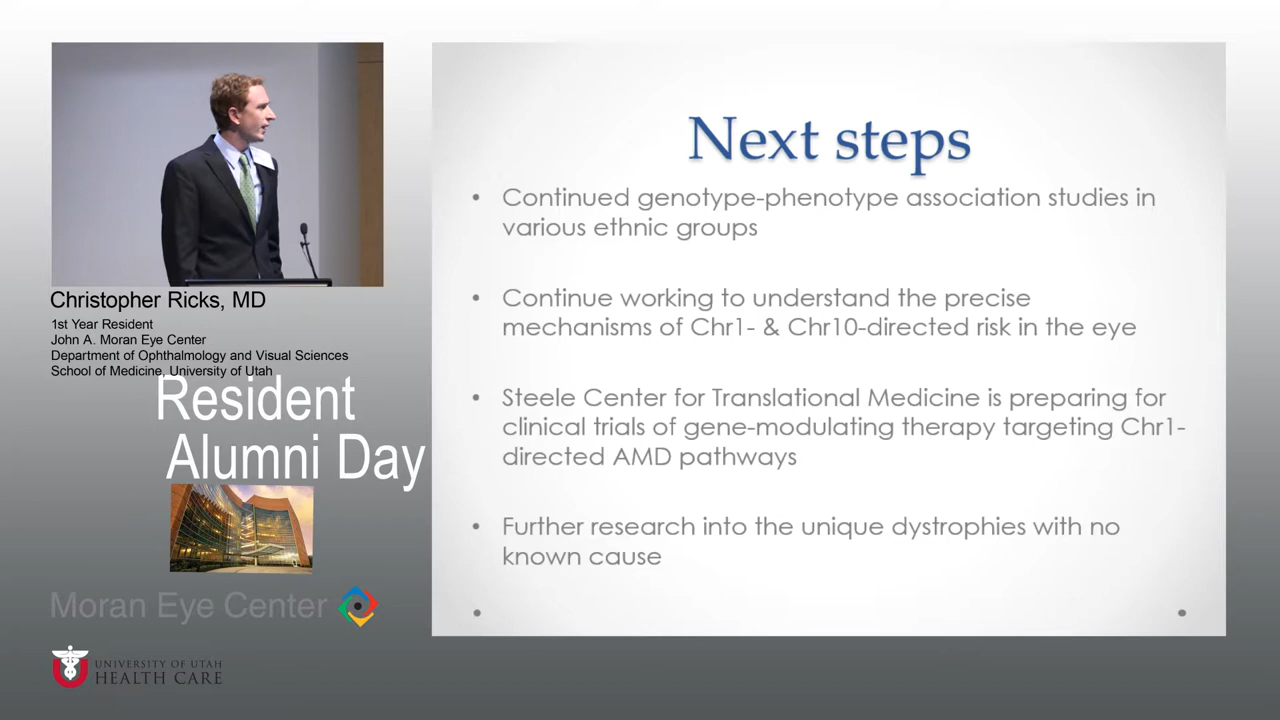 Christopher Ricks, MD
1st Year Resident
John A. Moran Eye Center
Department of Ophthalmology and Visual Sciences
School of Medicine, University of Utah
Resident
Alumni Day
Moran Eye Center
UNIVERSITY OF UTAH
HEALTH CARE
Next steps
• Continued genotype-phenotype association studies in
various ethnic groups
• Continue working to understand the precise
mechanisms of Chr1- & Chr10-directed risk in the eye
• Steele Center for Translational Medicine is preparing for
clinical trials of gene-modulating therapy targeting Chr1-
directed AMD pathways
• Further research into the unique dystrophies with no
known cause